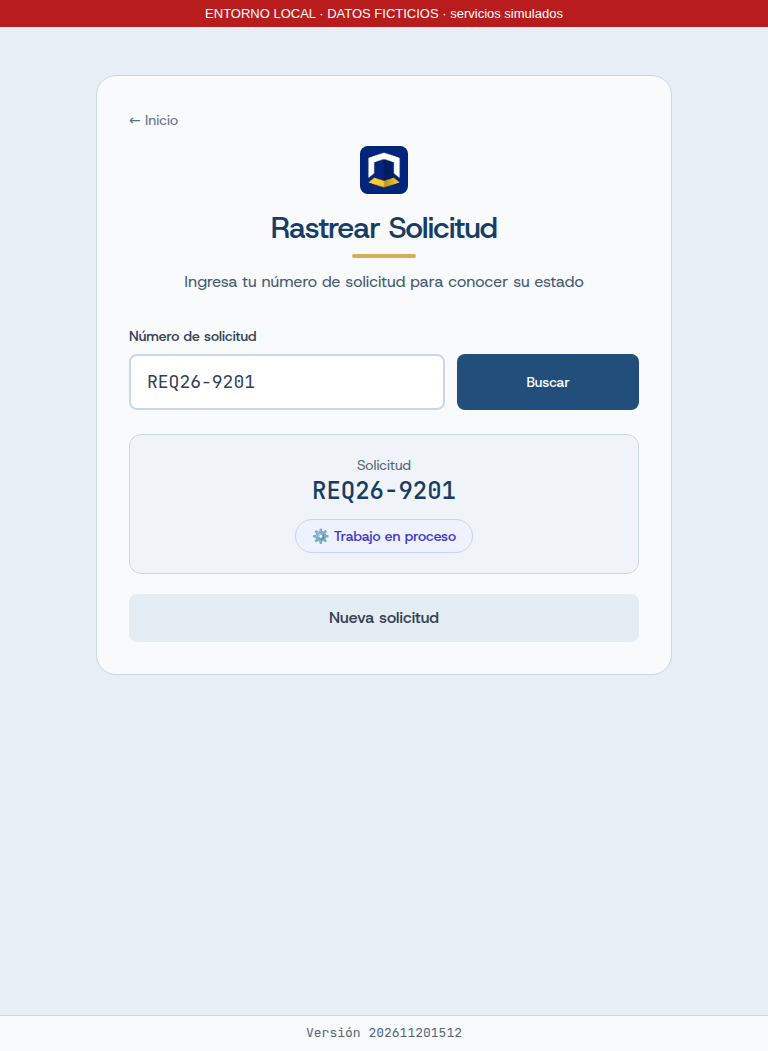 ENTORNO LOCAL · DATOS FICTICIOS · servicios simulados
← Inicio
Rastrear Solicitud
Ingresa tu número de solicitud para conocer su estado
Número de solicitud
REQ26-9201
Buscar
Solicitud
REQ26-9201
⚙️ Trabajo en proceso
Nueva solicitud
Versión 202611201512